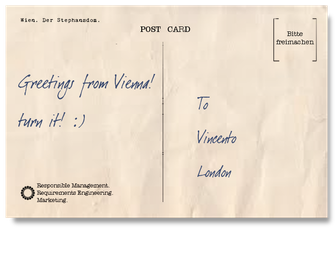 Wien. Der Stephansdom.
POST CARD
Bitte
freimachen
Greetings from Vienna!
turn it! :)
To
Vincento
London
Responsible Management.
Requirements Engineering.
Marketing.